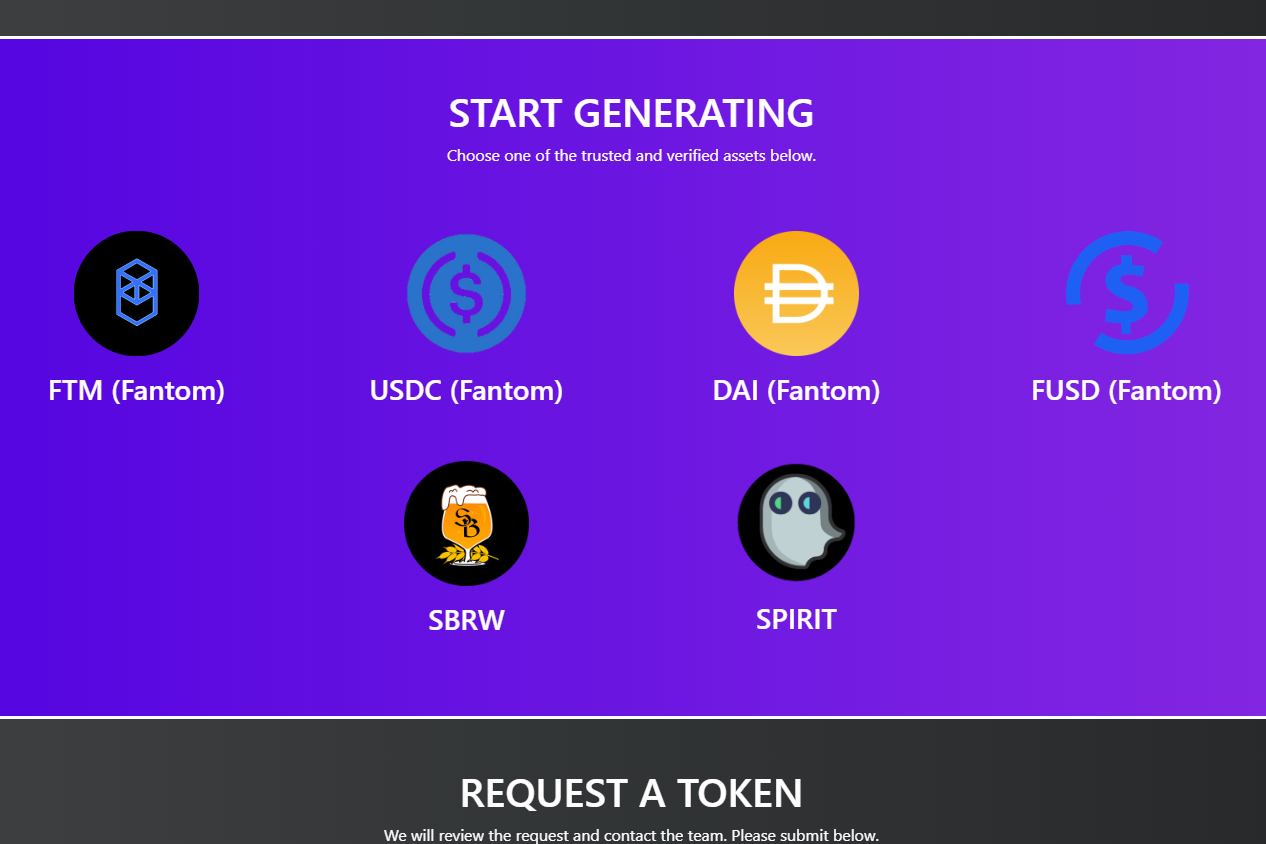 START GENERATING
Choose one of the trusted and verified assets below.
FTM (Fantom)
USDC (Fantom)
DAI (Fantom)
FUSD (Fantom)
SB
SBRW
SPIRIT
REQUEST A TOKEN
We will review the request and contact the team. Please submit below.